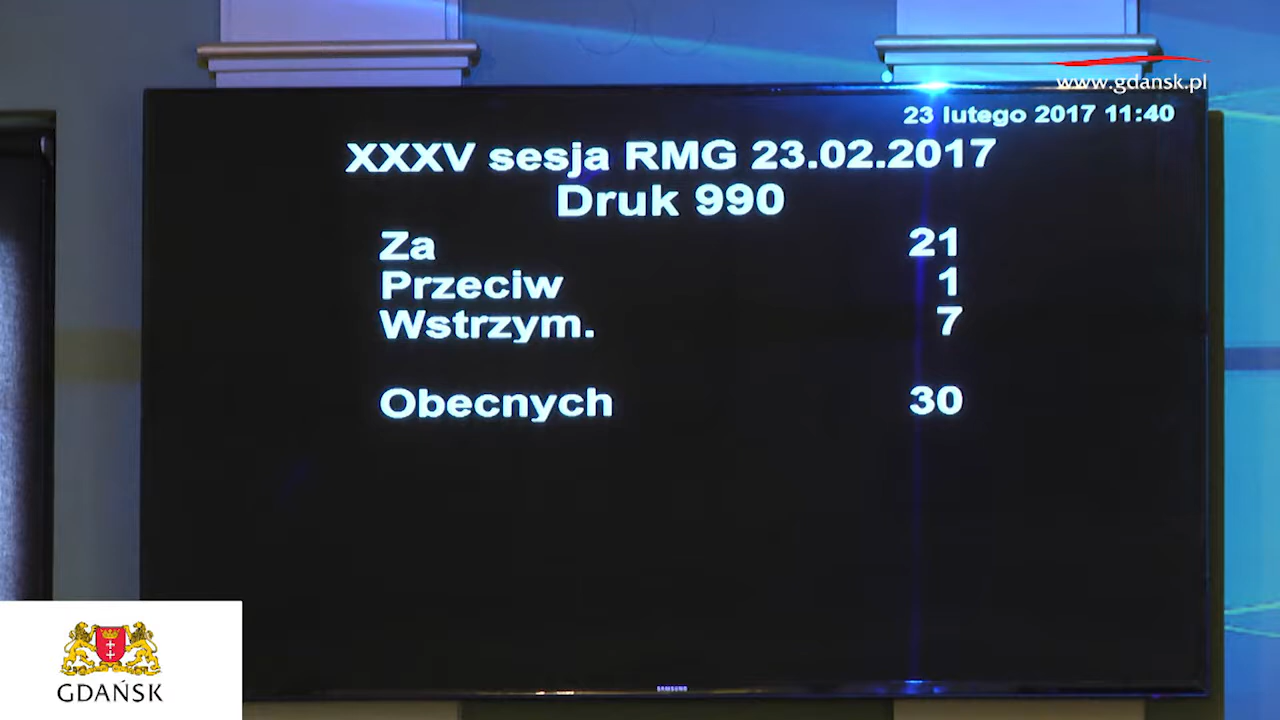 www.gdansk.pl
23 lutego 2017 11:40
XXXV sesja RMG 23.02.2017
Druk 990
Za 21
Przeciw 1
Wstrzym. 7
Obecnych 30
SAMSUNG
GDAŃSK